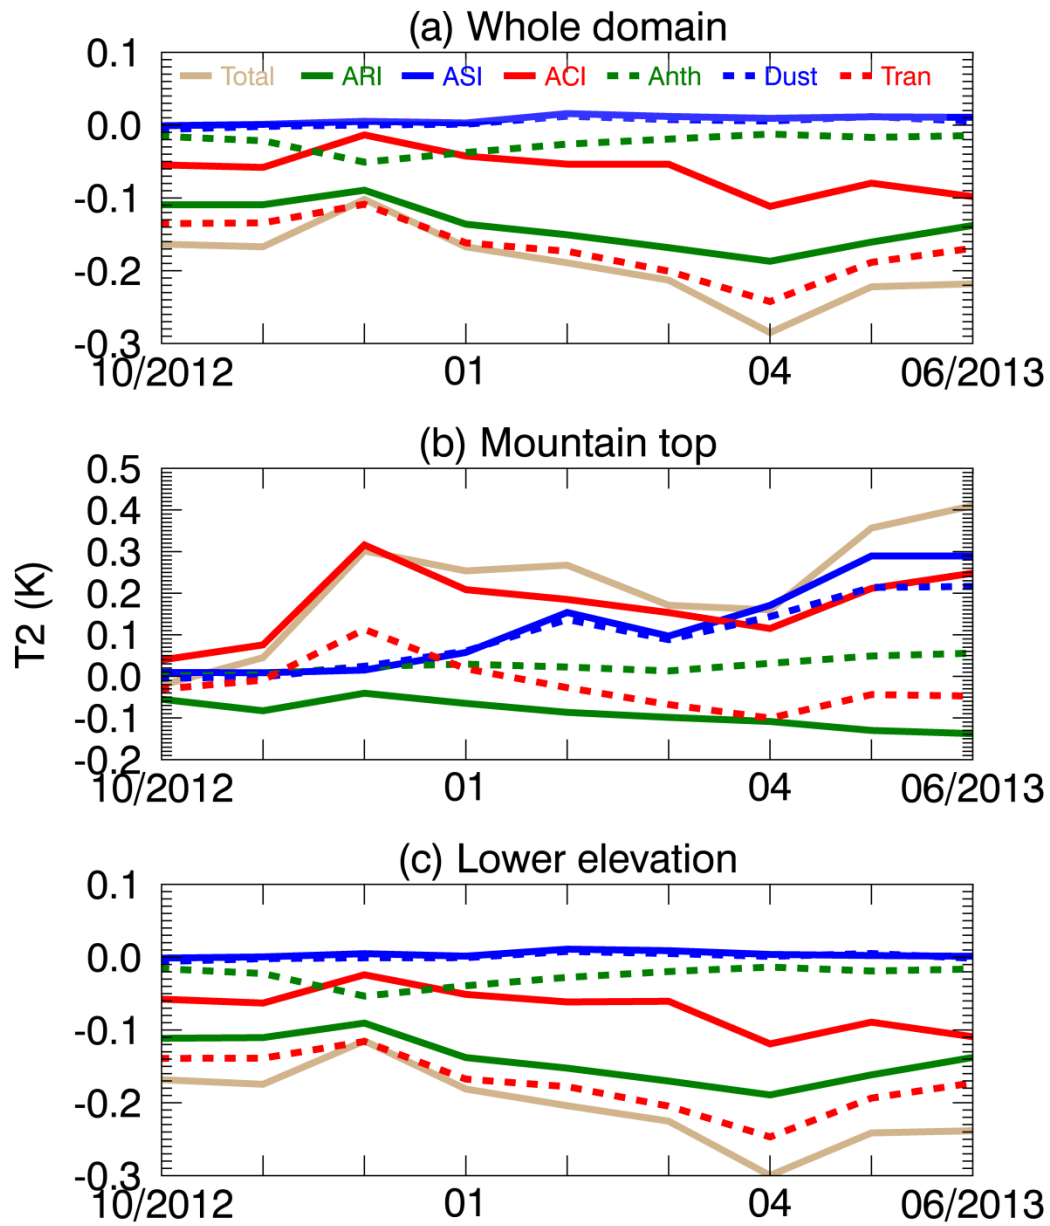 (a) Whole domain
0.1
Total ARI ASI ACI Anth Dust Tran
0.0
-0.1
-0.2
-0.3
10/2012 01 04 06/2013
(b) Mountain top
0.5
0.4
0.3
0.2
0.1
0.0
-0.1
-0.2
T2 (K)
10/2012 01 04 06/2013
(c) Lower elevation
0.1
0.0
-0.1
-0.2
-0.3
10/2012 01 04 06/2013